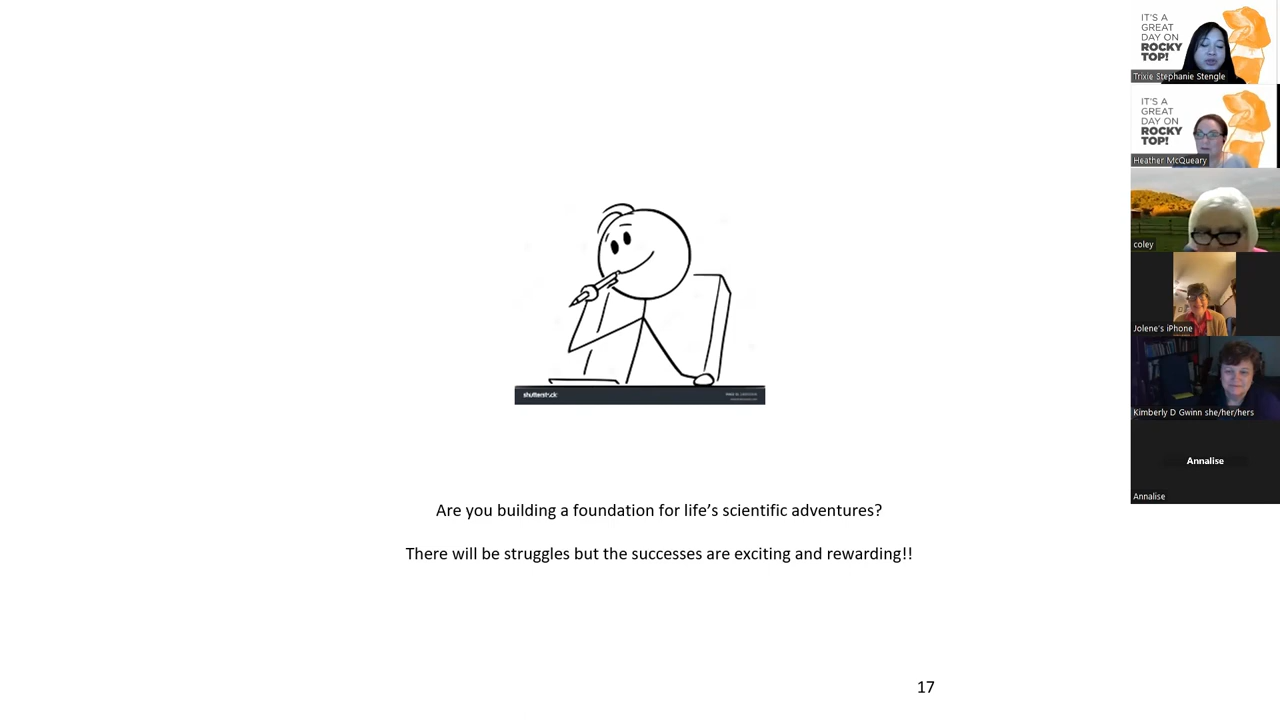 Are you building a foundation for life's scientific adventures?
There will be struggles but the successes are exciting and rewarding!!
17
shutterstock
IT'S A
GREAT
DAY ON
ROCKY
TOP!
Trixie Stephanie Stengle
IT'S A
GREAT
DAY ON
ROCKY
TOP!
Heather McQueary
coley
Jolene's iPhone
Kimberly D Gwinn she/her/hers
Annalise
Annalise